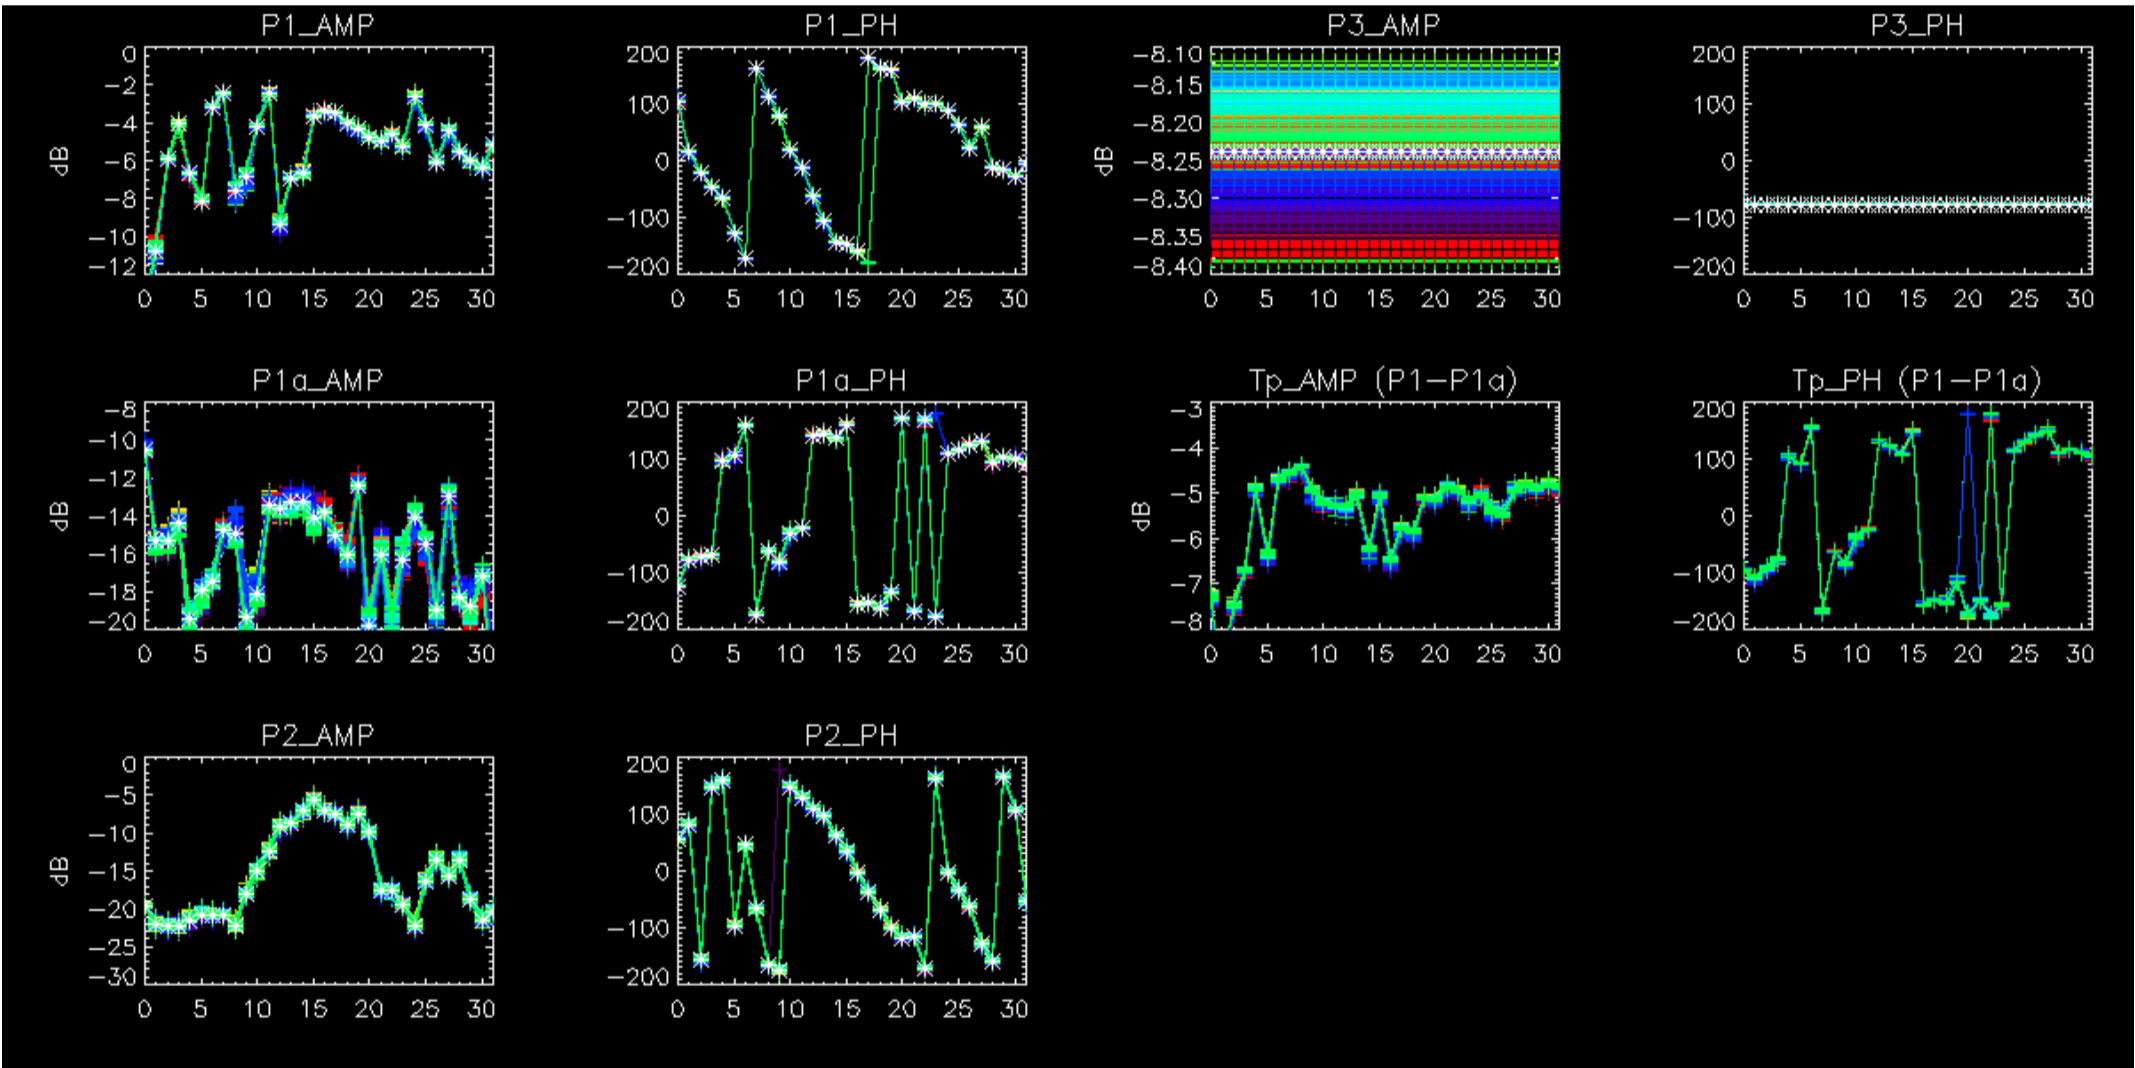 P1_AMP
P1_PH
P3_AMP
P3_PH
0
−2
−4
−6
−8
−10
−12
dB
0 5 10 15 20 25 30
200
100
0
−100
−200
0 5 10 15 20 25 30
−8.10
−8.15
−8.20
−8.25
−8.30
−8.35
−8.40
dB
0 5 10 15 20 25 30
200
100
0
−100
−200
0 5 10 15 20 25 30
P1a_AMP
P1a_PH
Tp_AMP (P1−P1a)
Tp_PH (P1−P1a)
−8
−10
−12
−14
−16
−18
−20
dB
0 5 10 15 20 25 30
200
100
0
−100
−200
0 5 10 15 20 25 30
−3
−4
−5
−6
−7
−8
dB
0 5 10 15 20 25 30
200
100
0
−100
−200
0 5 10 15 20 25 30
P2_AMP
P2_PH
0
−5
−10
−15
−20
−25
−30
dB
0 5 10 15 20 25 30
200
100
0
−100
−200
0 5 10 15 20 25 30